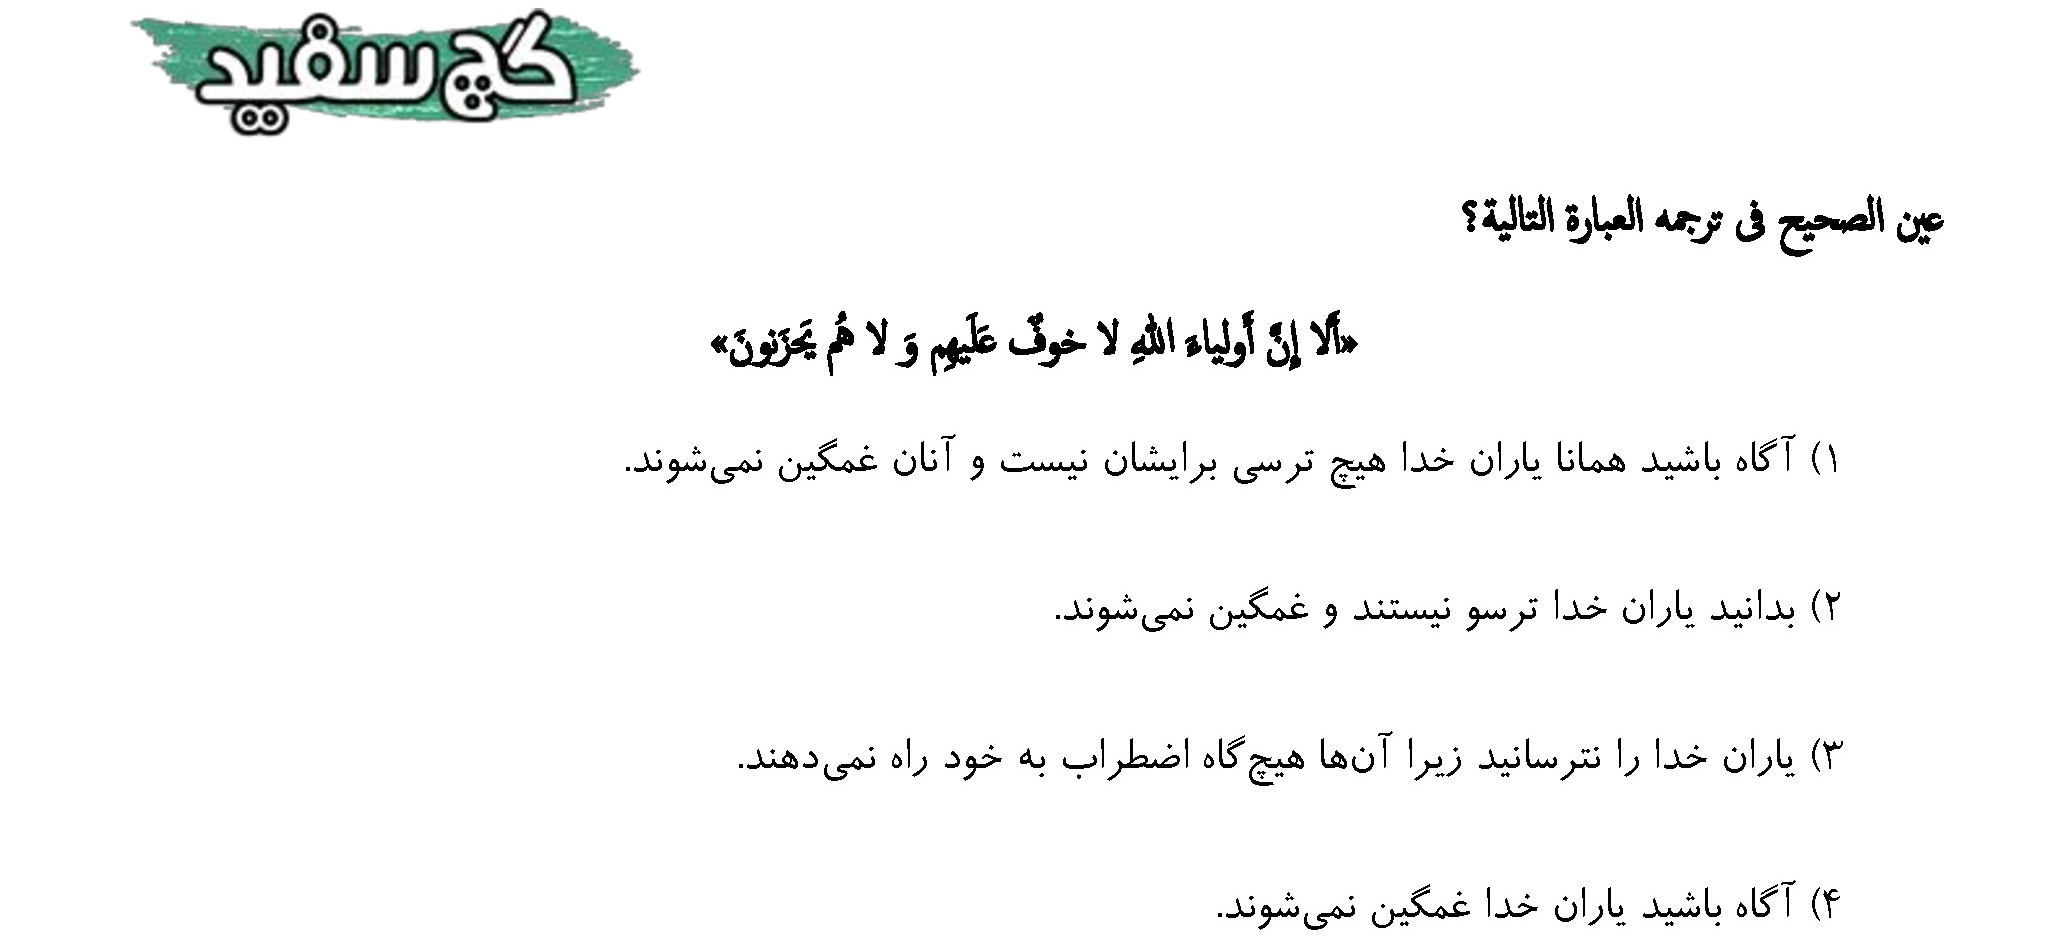 گچ سفید
عین الصحیح فی ترجمه العبارة التالیة؟
«أَلا إِنَّ أَولیاءَ اللهِ لا خوفٌ عَلَیهِم وَ لا هُم یَحزَنونَ»
۱) آگاه باشید همانا یاران خدا هیچ ترسی برایشان نیست و آنان غمگین نمی‌شوند.
۲) بدانید یاران خدا ترسو نیستند و غمگین نمی‌شوند.
۳) یاران خدا را نترسانید زیرا آن‌ها هیچ‌گاه اضطراب به خود راه نمی‌دهند.
۴) آگاه باشید یاران خدا غمگین نمی‌شوند.